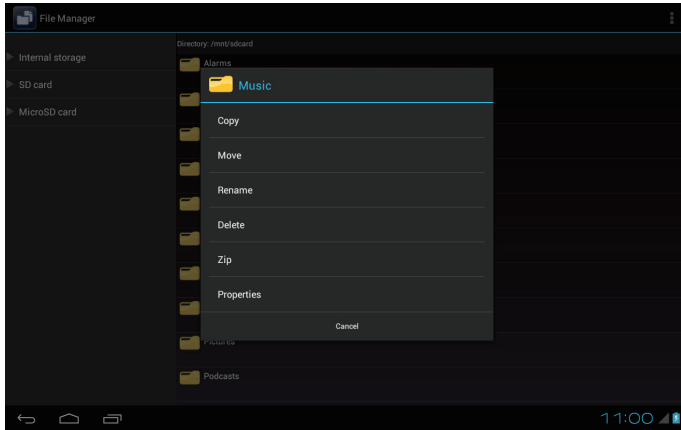 File Manager
Directory: /mnt/sdcard
Internal storage
SD card
MicroSD card
Alarms
Music
Copy
Move
Rename
Delete
Zip
Properties
Cancel
Pictures
Podcasts
11:00